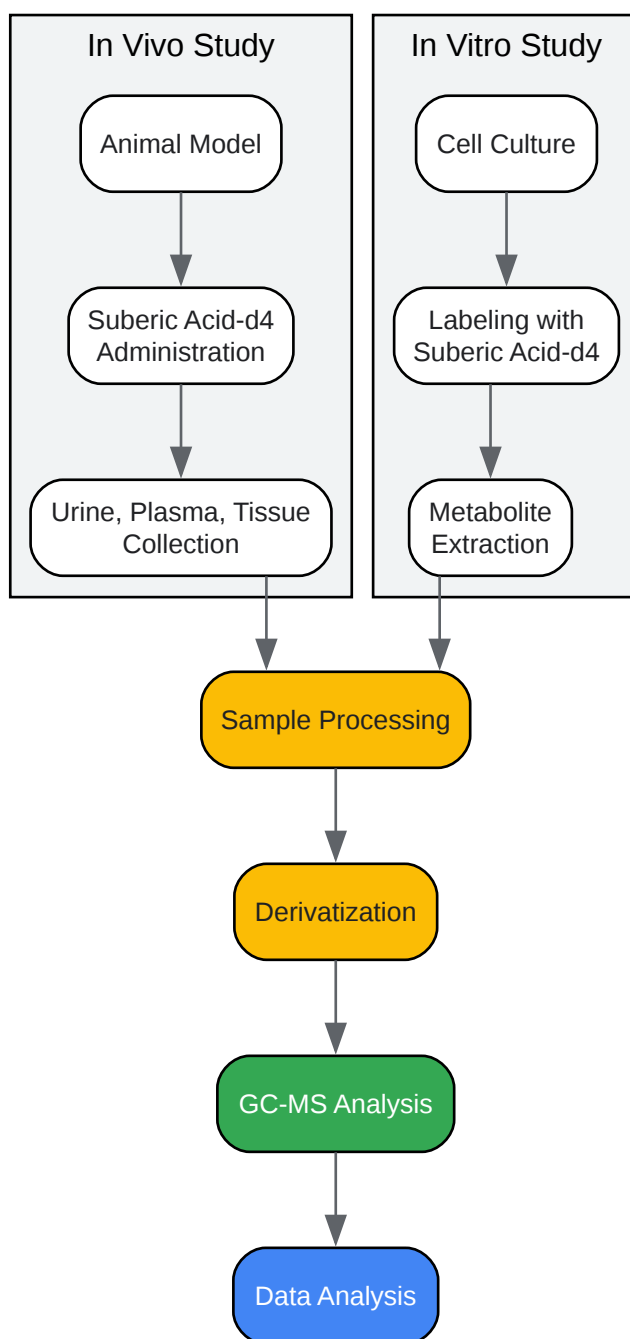 In Vivo Study
Animal Model
Suberic Acid-d4
Administration
Urine, Plasma, Tissue
Collection
In Vitro Study
Cell Culture
Labeling with
Suberic Acid-d4
Metabolite
Extraction
Sample Processing
Derivatization
GC-MS Analysis
Data Analysis